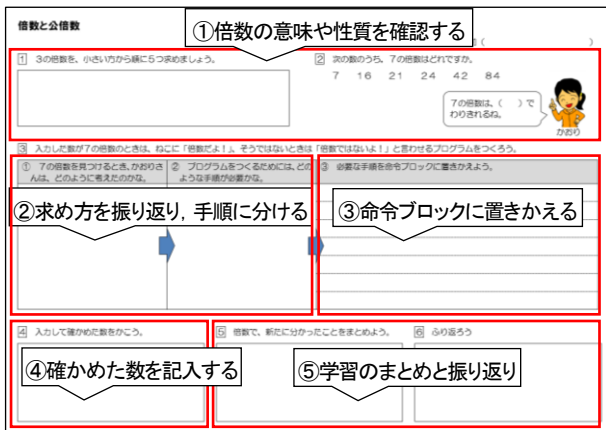 倍数と公倍数
①倍数の意味や性質を確認する
(　　　)
1 3の倍数を、小さい方から順に5つ求めましょう。
2 次の数のうち、7の倍数はどれですか。
7 16 21 24 42 84
7の倍数は、(　)で
わりきれるね。
かおり
3 入力した数が7の倍数のときは、ねこに「倍数だよ！」、そうではないときは「倍数ではないよ！」と言わせるプログラムをつくろう。
① 7の倍数を見つけるとき、かおりさ
んは、どのように考えたのかな。
② プログラムをつくるためには、どの
ような手順が必要かな。
③ 必要な手順を命令ブロックに置きかえよう。
②求め方を振り返り，手順に分ける
③命令ブロックに置きかえる
4 入力して確かめた数をかこう。
5 倍数で、新たに分かったことをまとめよう。
6 ふり返ろう
④確かめた数を記入する
⑤学習のまとめと振り返り